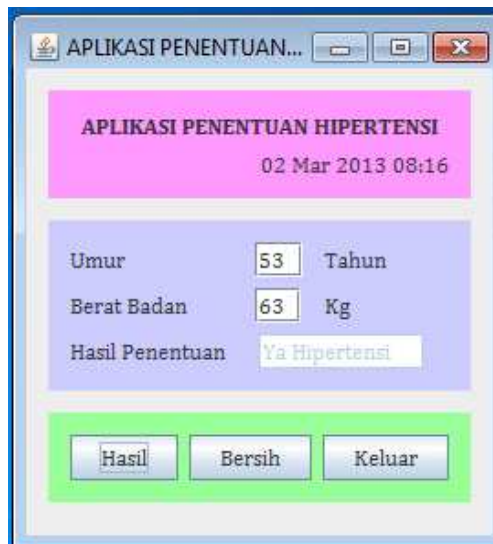 APLIKASI PENENTUAN...
APLIKASI PENENTUAN HIPERTENSI
02 Mar 2013 08:16
Umur 53 Tahun
Berat Badan 63 Kg
Hasil Penentuan Ya Hipertensi
Hasil Bersih Keluar